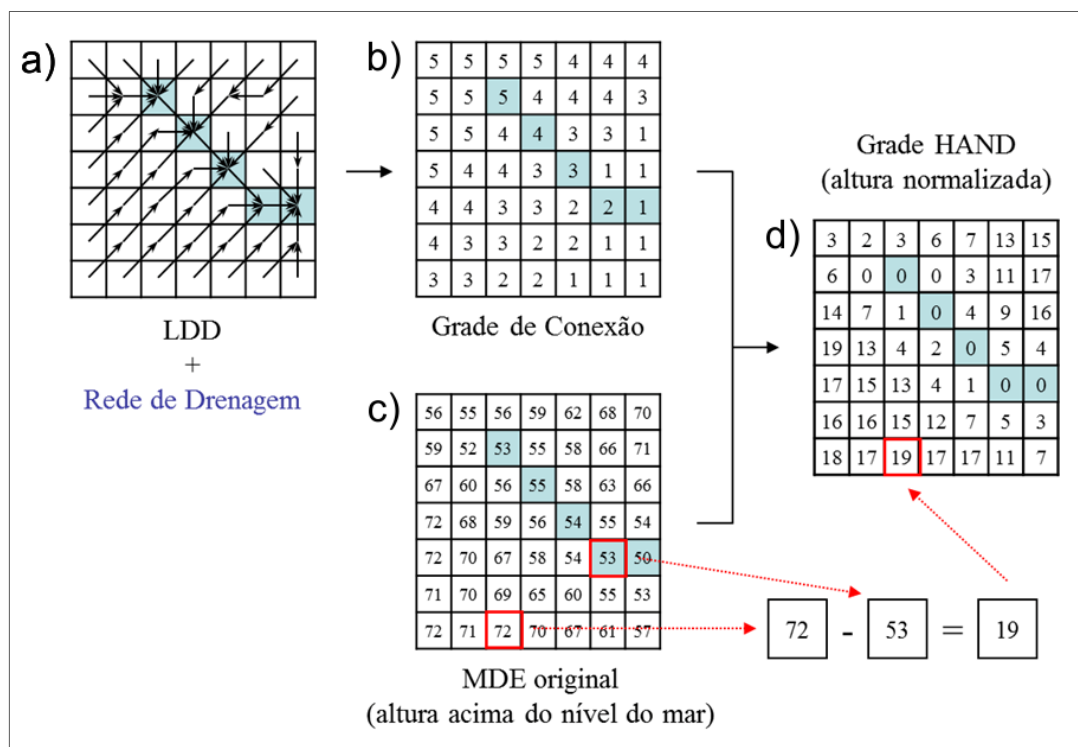 a)
LDD
+
Rede de Drenagem
b)
5 5 5 5 4 4 4
5 5 5 4 4 4 3
5 5 4 4 3 3 1
5 4 4 3 3 1 1
4 4 3 3 2 2 1
4 3 3 2 2 1 1
3 3 2 2 1 1 1
Grade de Conexão
c)
56 55 56 59 62 68 70
59 52 53 55 58 66 71
67 60 56 55 58 63 66
72 68 59 56 54 55 54
72 70 67 58 54 53 50
71 70 69 65 60 55 53
72 71 72 70 67 61 57
MDE original
(altura acima do nível do mar)
Grade HAND
(altura normalizada)
d)
3 2 3 6 7 13 15
6 0 0 0 3 11 17
14 7 1 0 4 9 16
19 13 4 2 0 5 4
17 15 13 4 1 0 0
16 16 15 12 7 5 3
18 17 19 17 17 11 7
72 - 53 = 19